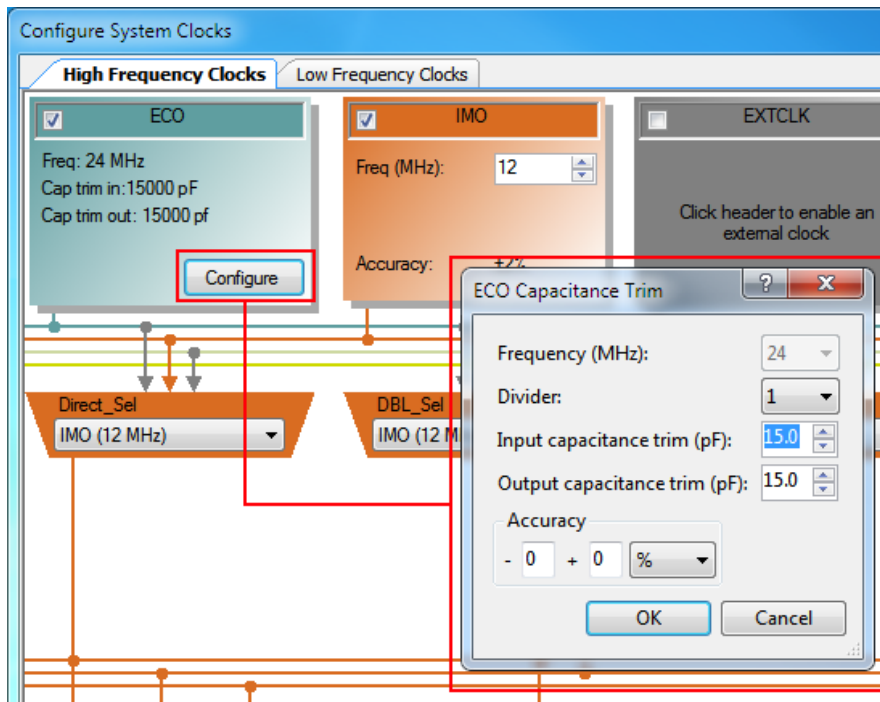 Configure System Clocks
High Frequency Clocks
Low Frequency Clocks
ECO
Freq: 24 MHz
Cap trim in:15000 pF
Cap trim out: 15000 pf
Configure
IMO
Freq (MHz):
12
Accuracy:
±2%
EXTCLK
Click header to enable an
external clock
Direct_Sel
IMO (12 MHz)
DBL_Sel
IMO (12 M
ECO Capacitance Trim
?
Frequency (MHz):
24
Divider:
1
Input capacitance trim (pF):
15.0
Output capacitance trim (pF):
15.0
Accuracy
- 0 + 0 %
OK
Cancel